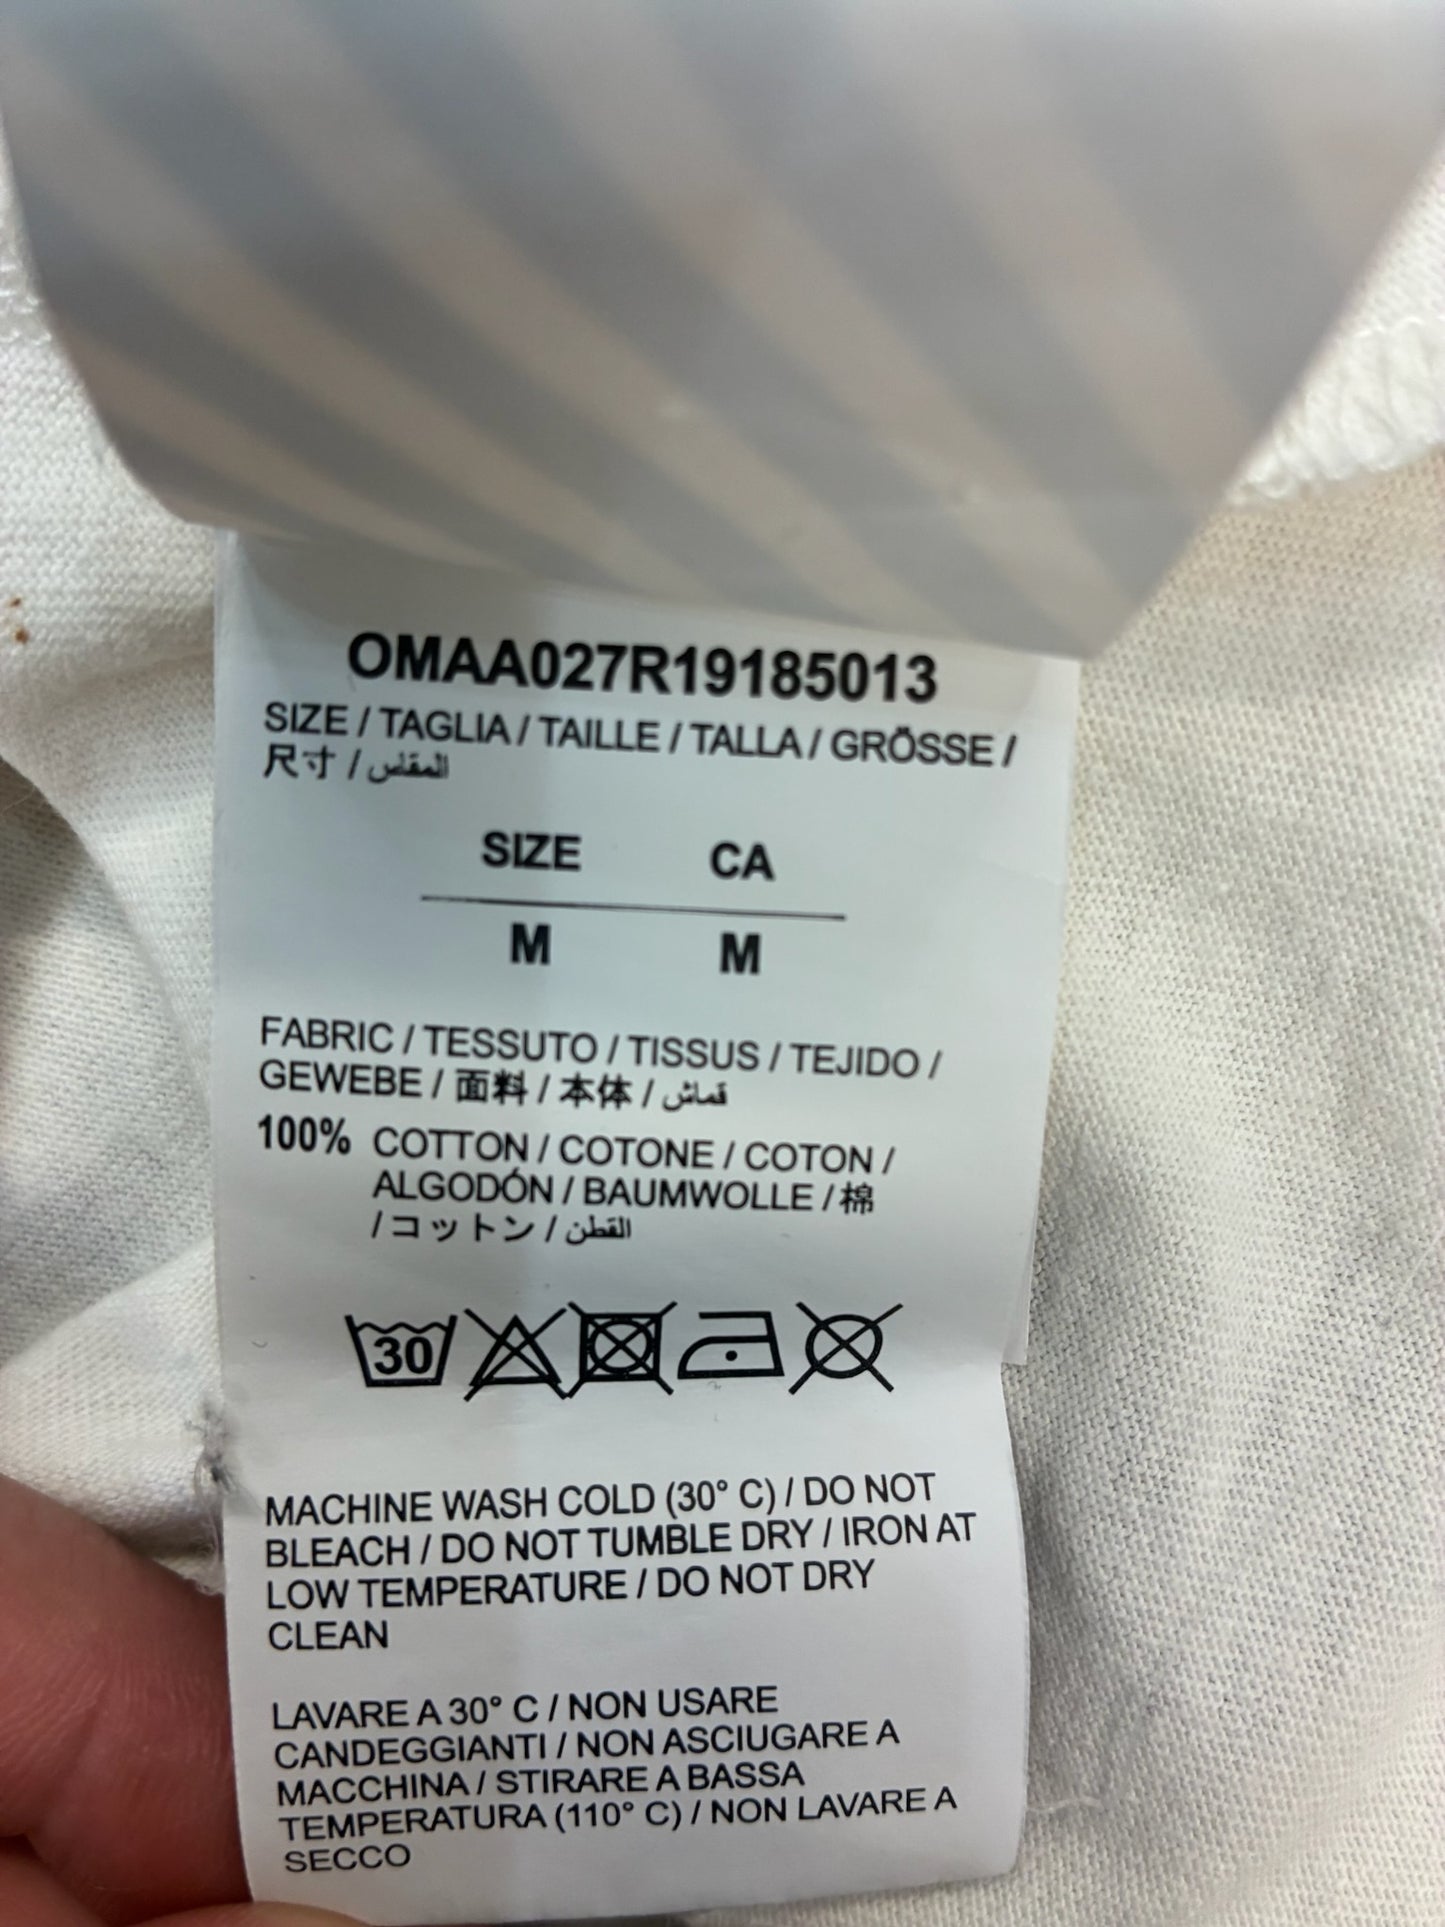 OMAA027R19185013
SIZE / TAGLIA / TAILLE / TALLA / GRÖSSE /
尺寸 / المقاس
SIZE CA
M M
FABRIC / TESSUTO / TISSUS / TEJIDO /
GEWEBE / 面料 / 本体 / قماش
100% COTTON / COTONE / COTON /
ALGODÓN / BAUMWOLLE / 棉
/ コットン / القطن
30
MACHINE WASH COLD (30° C) / DO NOT
BLEACH / DO NOT TUMBLE DRY / IRON AT
LOW TEMPERATURE / DO NOT DRY
CLEAN
LAVARE A 30° C / NON USARE
CANDEGGIANTI / NON ASCIUGARE A
MACCHINA / STIRARE A BASSA
TEMPERATURA (110° C) / NON LAVARE A
SECCO